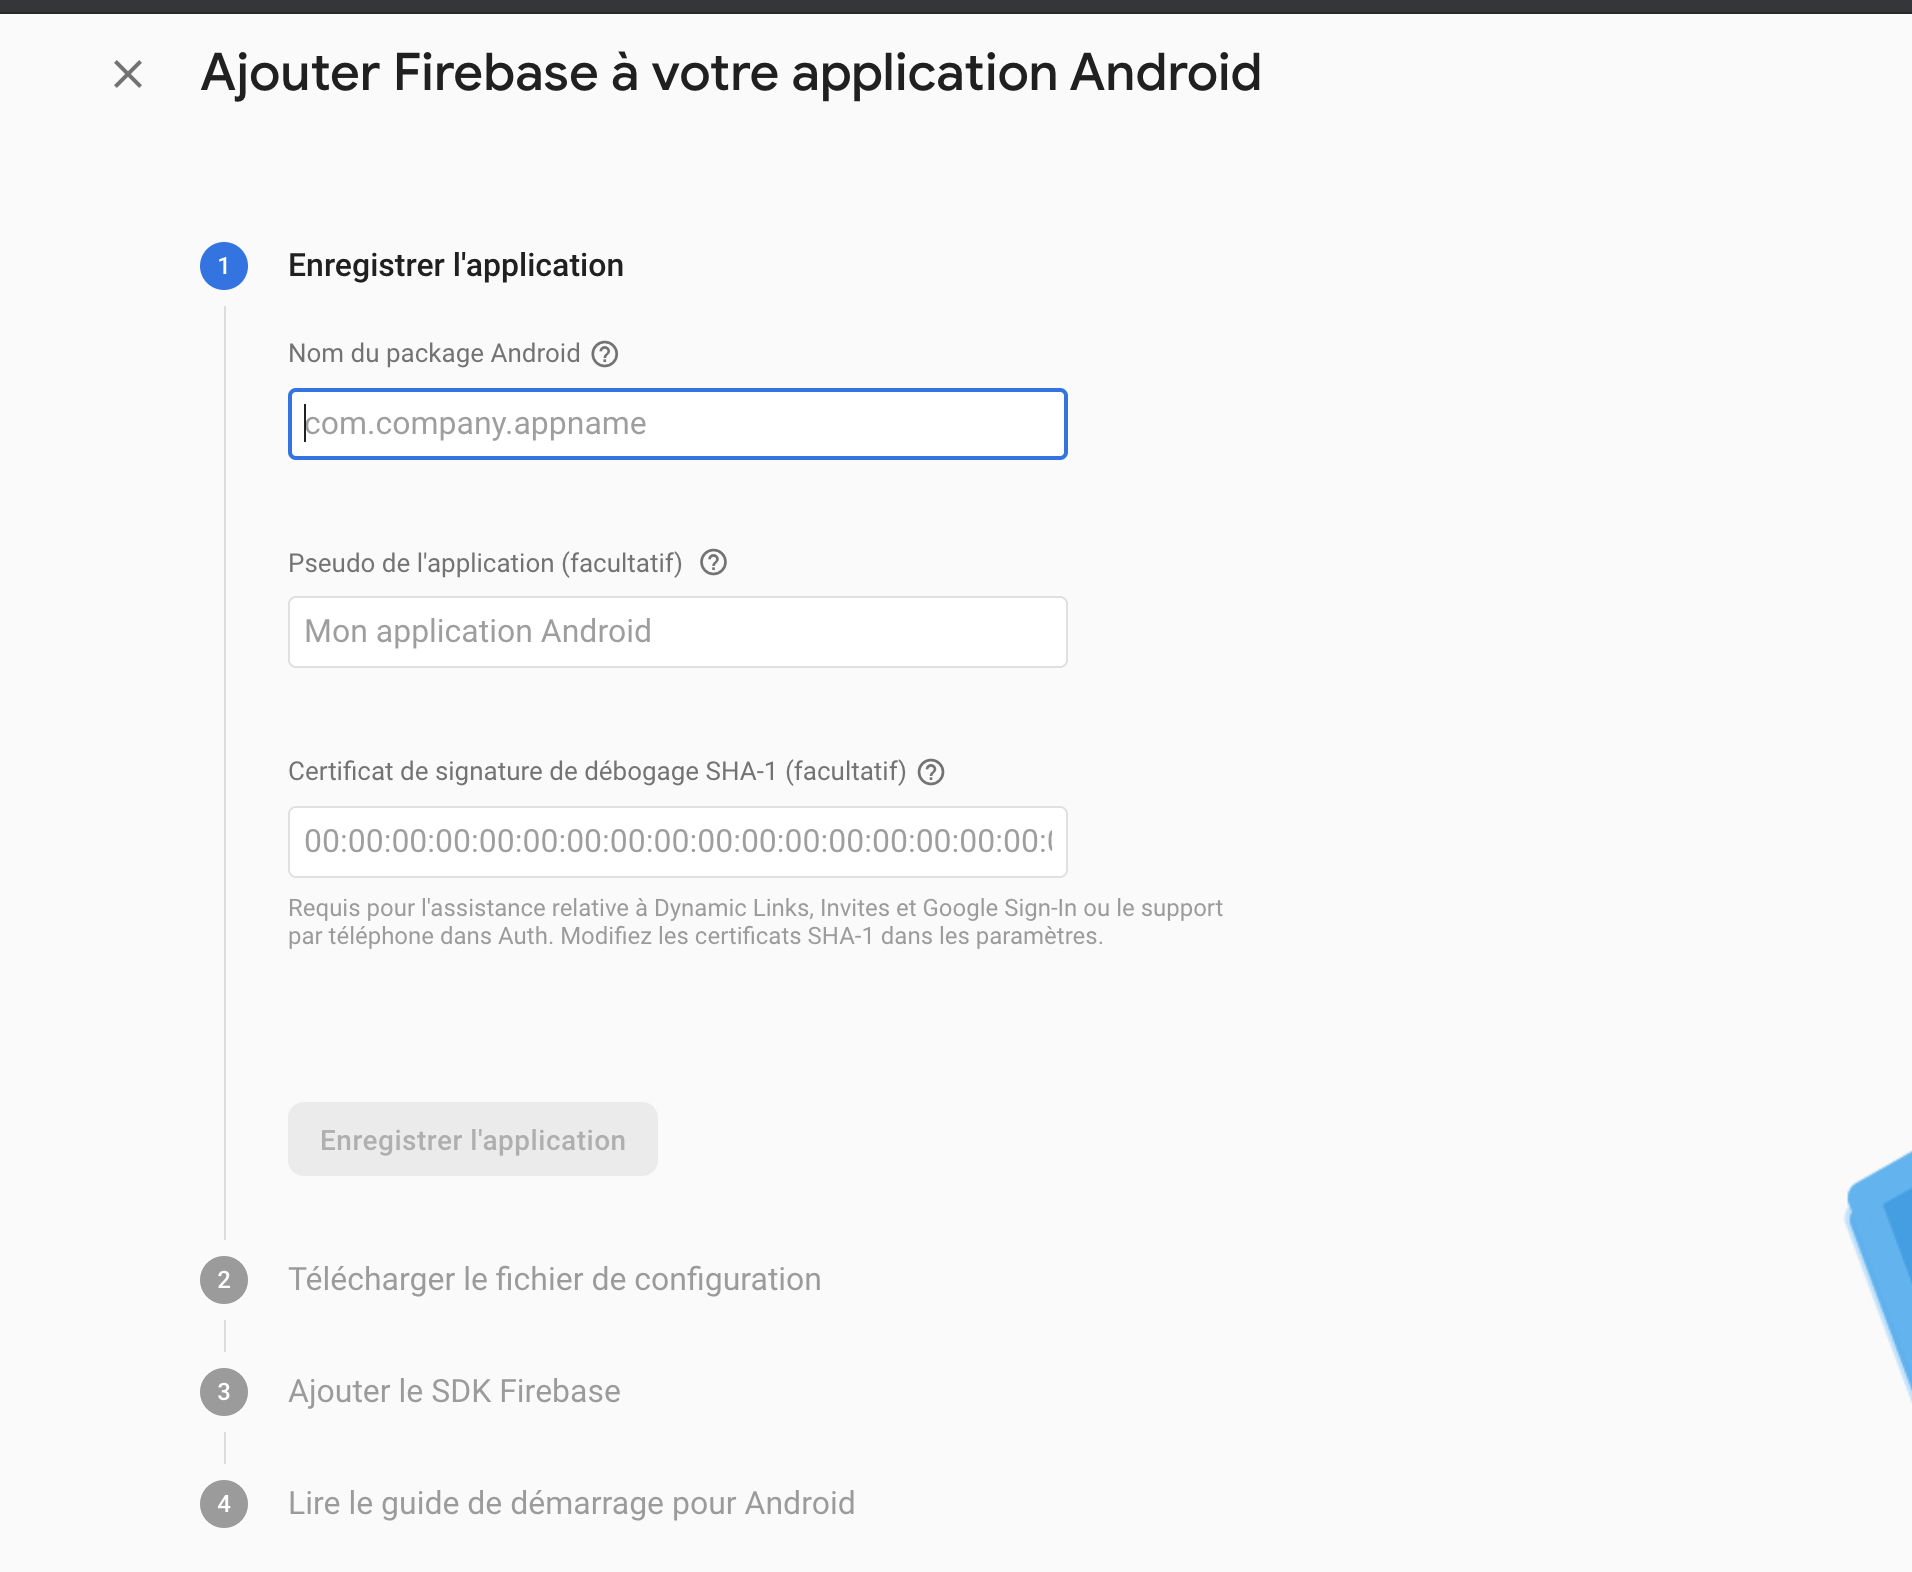 Ajouter Firebase à votre application Android
1 Enregistrer l'application
Nom du package Android ?
com.company.appname
Pseudo de l'application (facultatif) ?
Mon application Android
Certificat de signature de débogage SHA-1 (facultatif) ?
00:00:00:00:00:00:00:00:00:00:00:00:00:00:00:00:00:
Requis pour l'assistance relative à Dynamic Links, Invites et Google Sign-In ou le support
par téléphone dans Auth. Modifiez les certificats SHA-1 dans les paramètres.
Enregistrer l'application
2 Télécharger le fichier de configuration
3 Ajouter le SDK Firebase
4 Lire le guide de démarrage pour Android